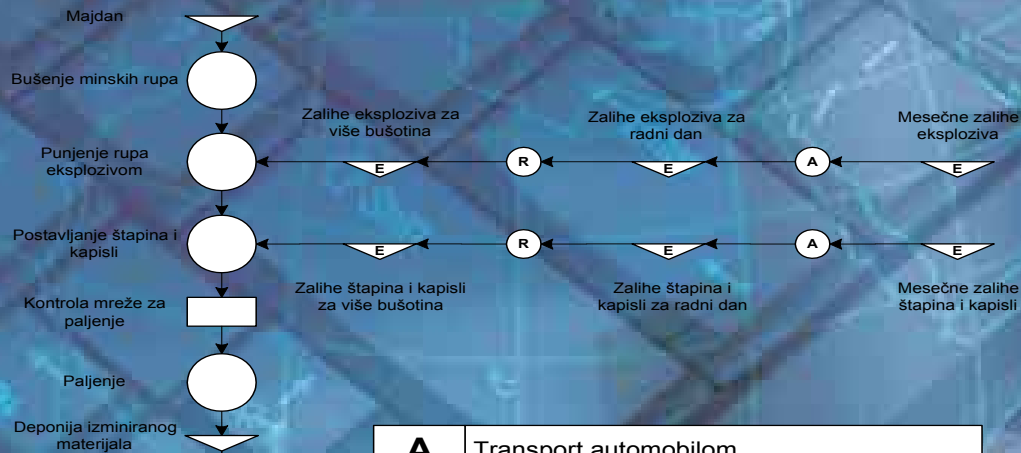 Majdan
Bušenje minskih rupa
Zalihe eksploziva za
više bušotina
Zalihe eksploziva za
radni dan
Mesečne zalihe
eksploziva
Punjenje rupa
eksplozivom
E
R
E
A
E
Postavljanje štapina i
kapisli
E
R
E
A
E
Zalihe štapina i kapisli
za više bušotina
Zalihe štapina i
kapisli za radni dan
Mesečne zalihe
štapina i kapisli
Kontrola mreže za
paljenje
Paljenje
Deponija izminiranog
materijala
A Transport automobilom